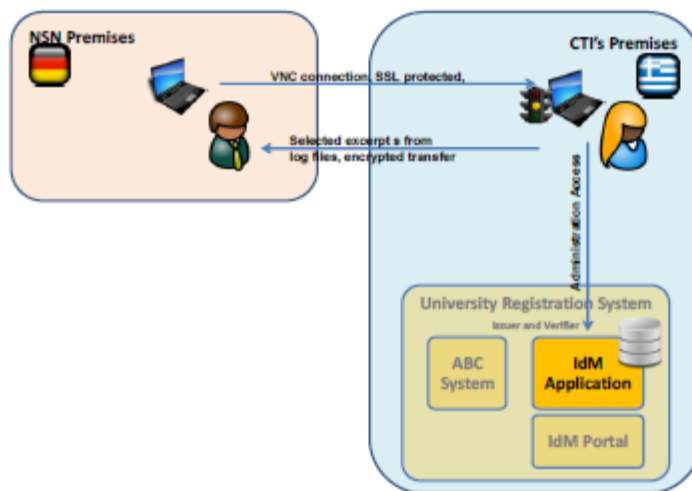 NSN Premises
CTI's Premises
VNC connection, SSL protected,
Selected excerpt s from
log files, encrypted transfer
Administration Access
University Registration System
Issuer and Verifier
ABC
System
IdM
Application
IdM Portal